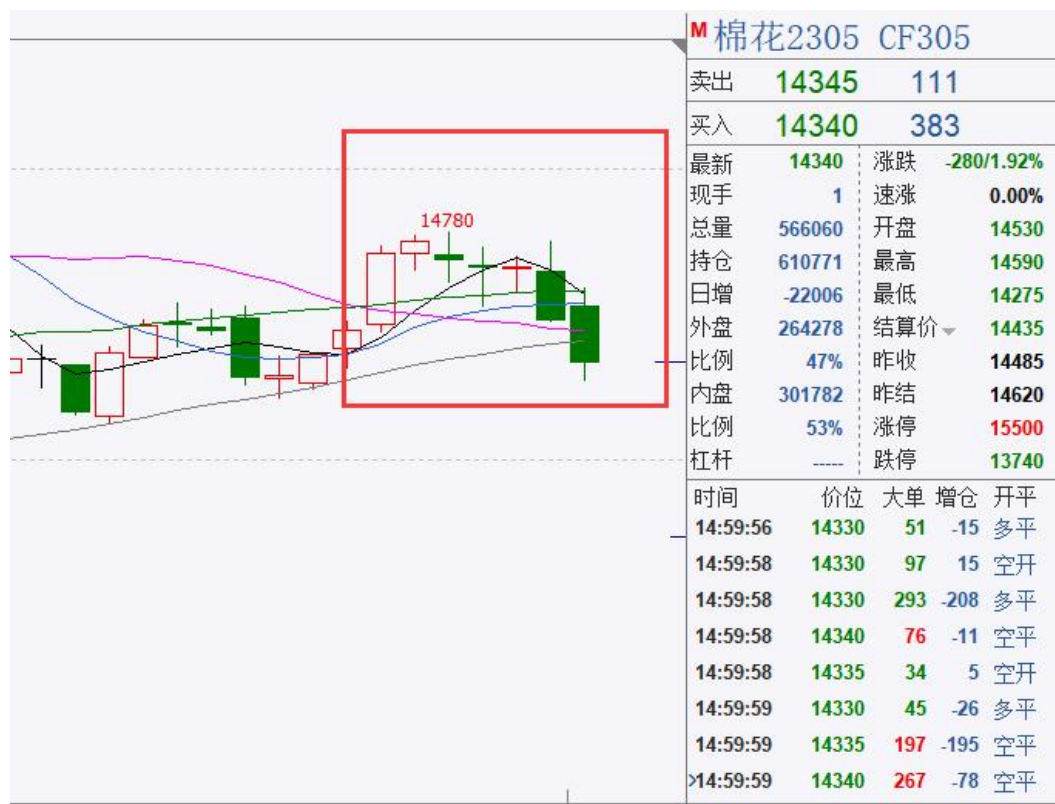 14780
M 棉花2305 CF305
卖出 14345 111
买入 14340 383
最新 14340 涨跌 -280/1.92%
现手 1 速涨 0.00%
总量 566060 开盘 14530
持仓 610771 最高 14590
日增 -22006 最低 14275
外盘 264278 结算价 14435
比例 47% 昨收 14485
内盘 301782 昨结 14620
比例 53% 涨停 15500
杠杆 ----- 跌停 13740
时间 价位 大单 增仓 开平
14:59:56 14330 51 -15 多平
14:59:58 14330 97 15 空开
14:59:58 14330 293 -208 多平
14:59:58 14340 76 -11 空平
14:59:58 14335 34 5 空开
14:59:59 14330 45 -26 多平
14:59:59 14335 197 -195 空平
14:59:59 14340 267 -78 空平